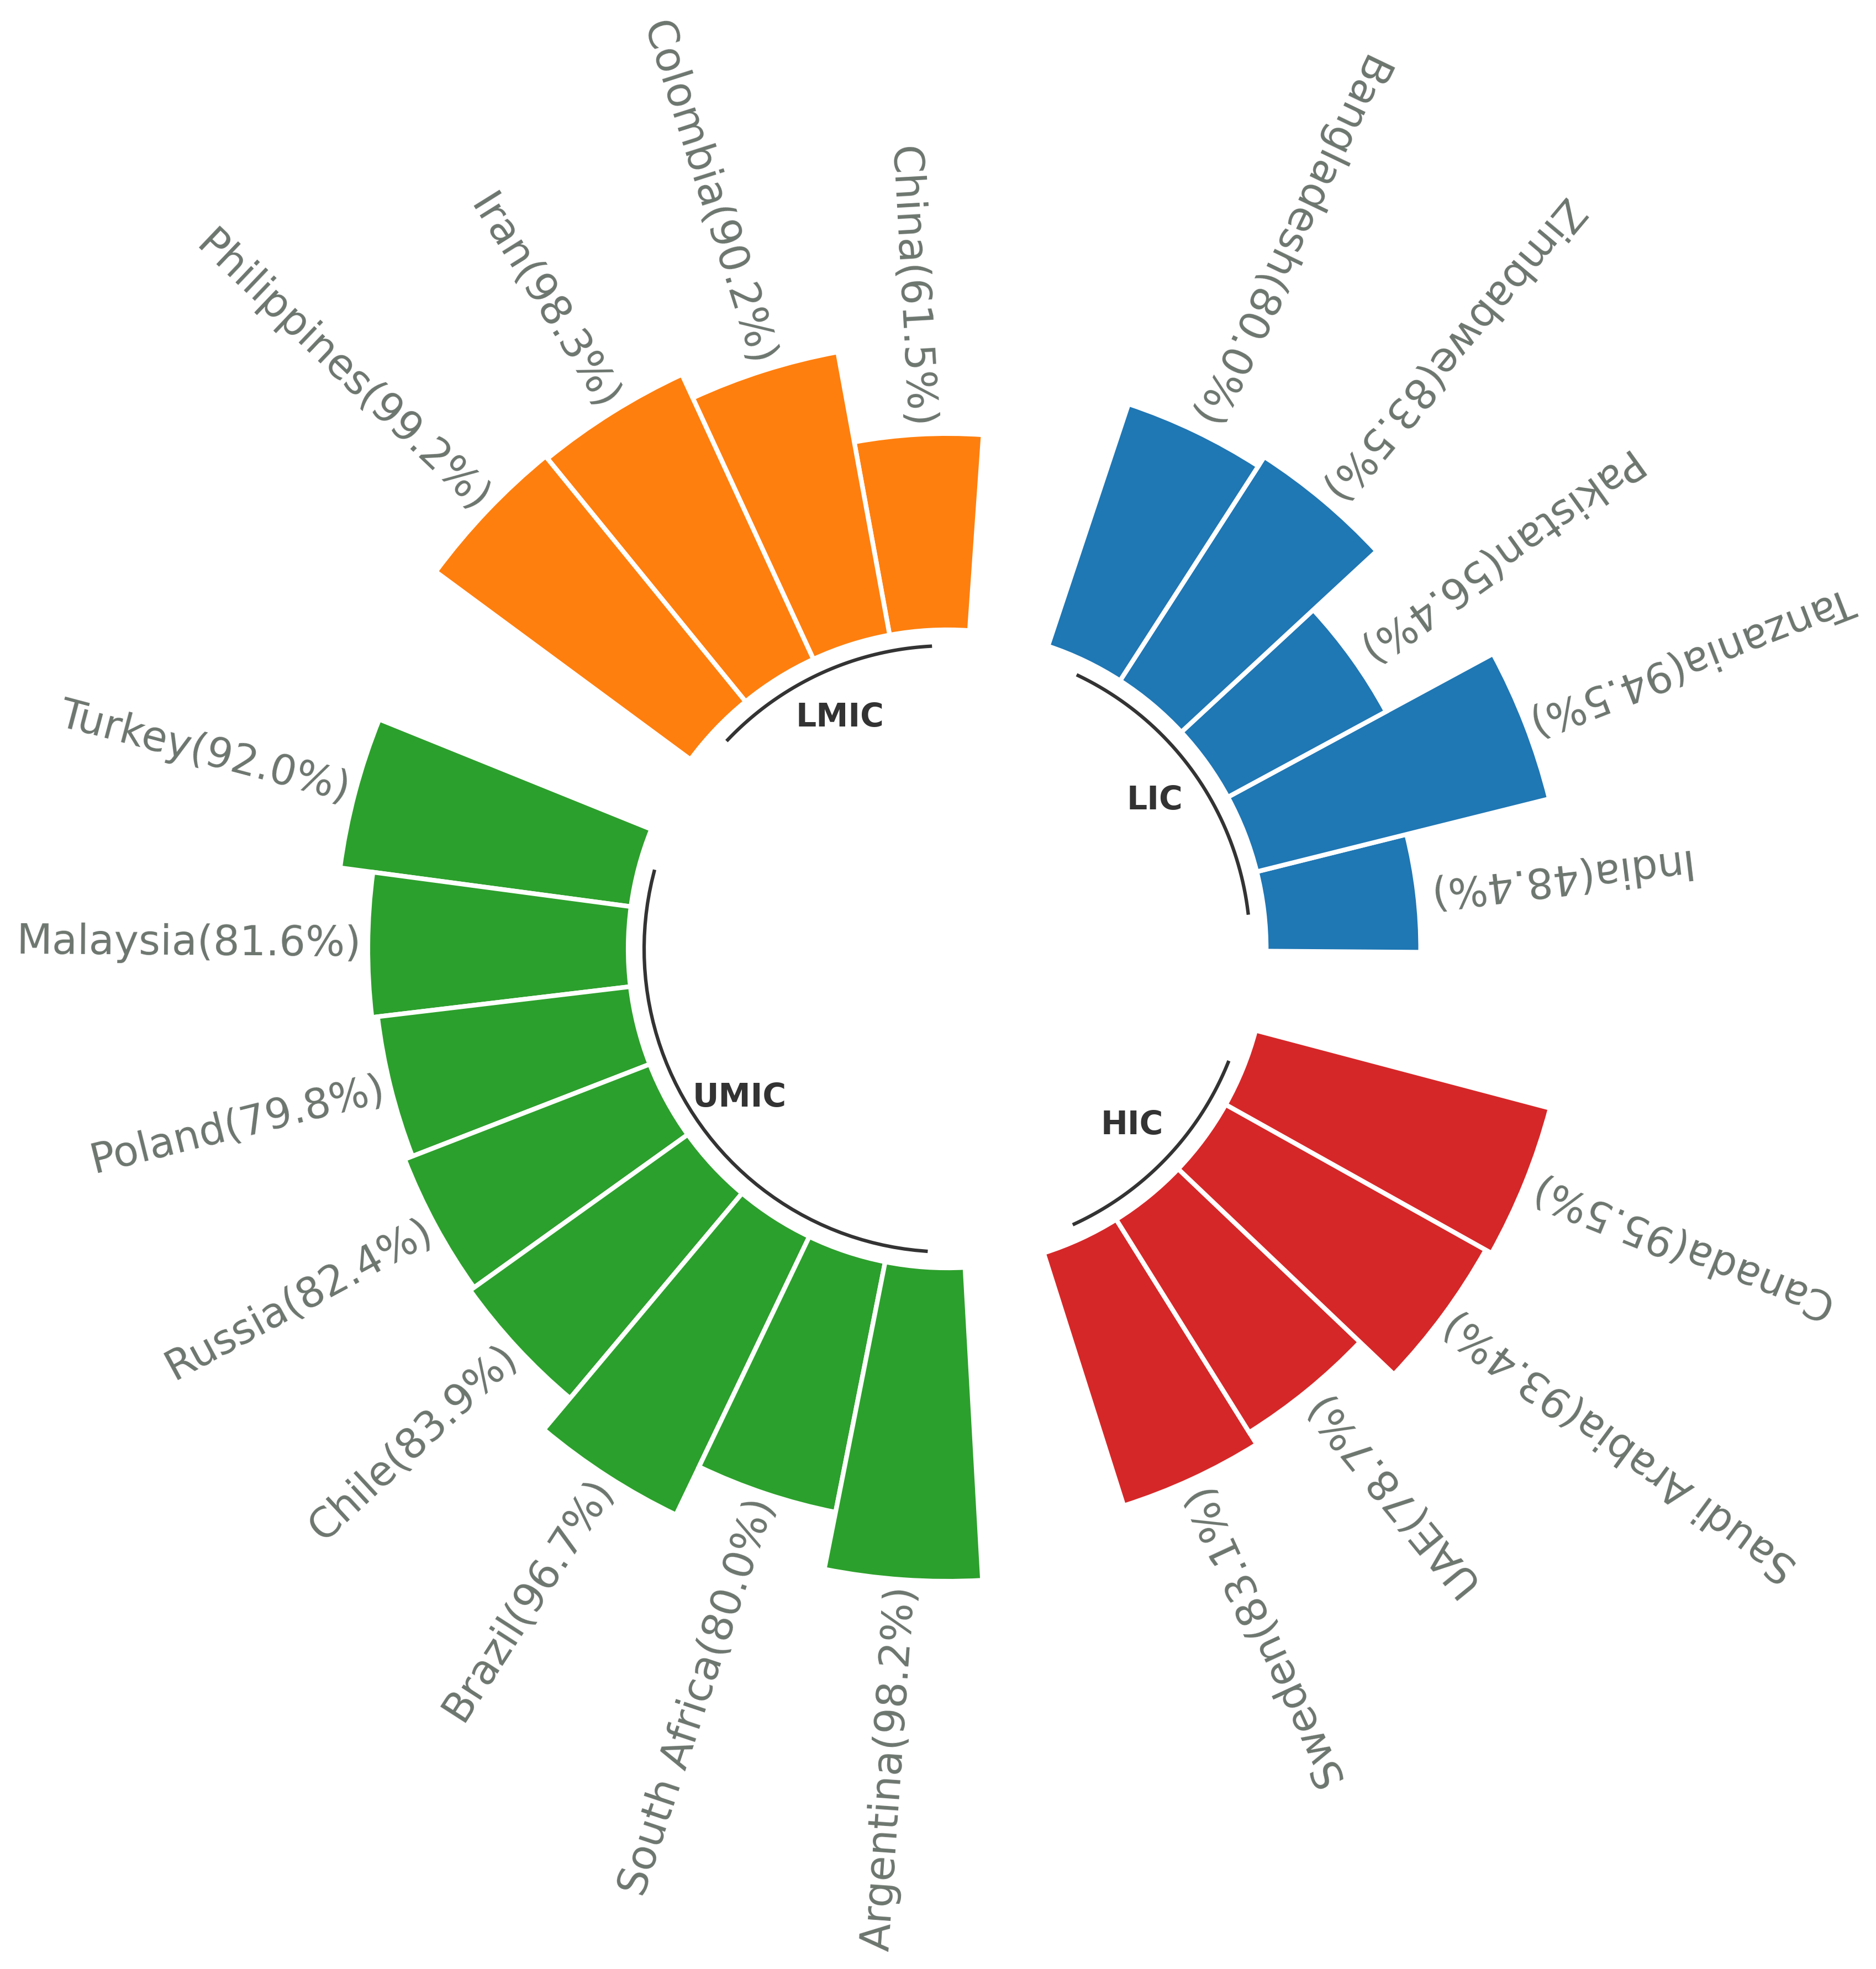 Colombia(90.2%)
China(61.5%)
Bangladesh(80.0%)
Zimbabwe(83.5%)
Pakistan(56.4%)
Tanzania(94.5%)
India(48.4%)
Iran(98.3%)
Philippines(99.2%)
Turkey(92.0%)
Malaysia(81.6%)
Poland(79.8%)
Russia(82.4%)
Chile(83.9%)
Brazil(96.7%)
South Africa(80.0%)
Argentina(98.2%)
Sweden(83.1%)
UAE(78.7%)
Saudi Arabia(93.4%)
Canada(95.5%)
LMIC
LIC
UMIC
HIC